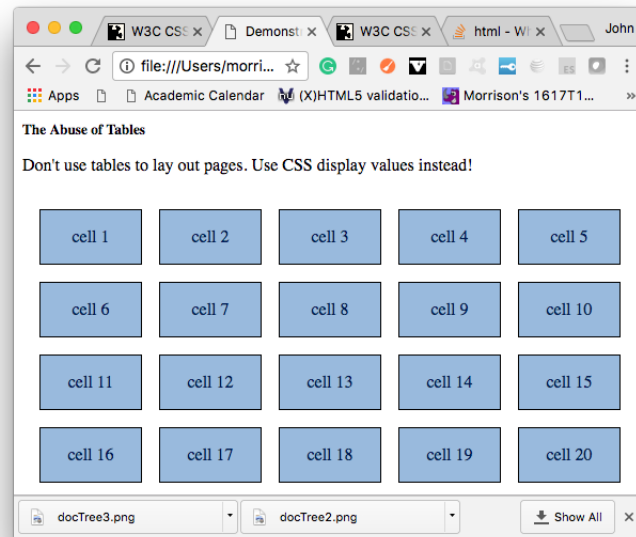 W3C CSS Demonst W3C CSS html - W John
file:///Users/morri...
Apps Academic Calendar (X)HTML5 validatio... Morrison's 1617T1... »
The Abuse of Tables
Don't use tables to lay out pages. Use CSS display values instead!
cell 1 cell 2 cell 3 cell 4 cell 5
cell 6 cell 7 cell 8 cell 9 cell 10
cell 11 cell 12 cell 13 cell 14 cell 15
cell 16 cell 17 cell 18 cell 19 cell 20
docTree3.png docTree2.png Show All